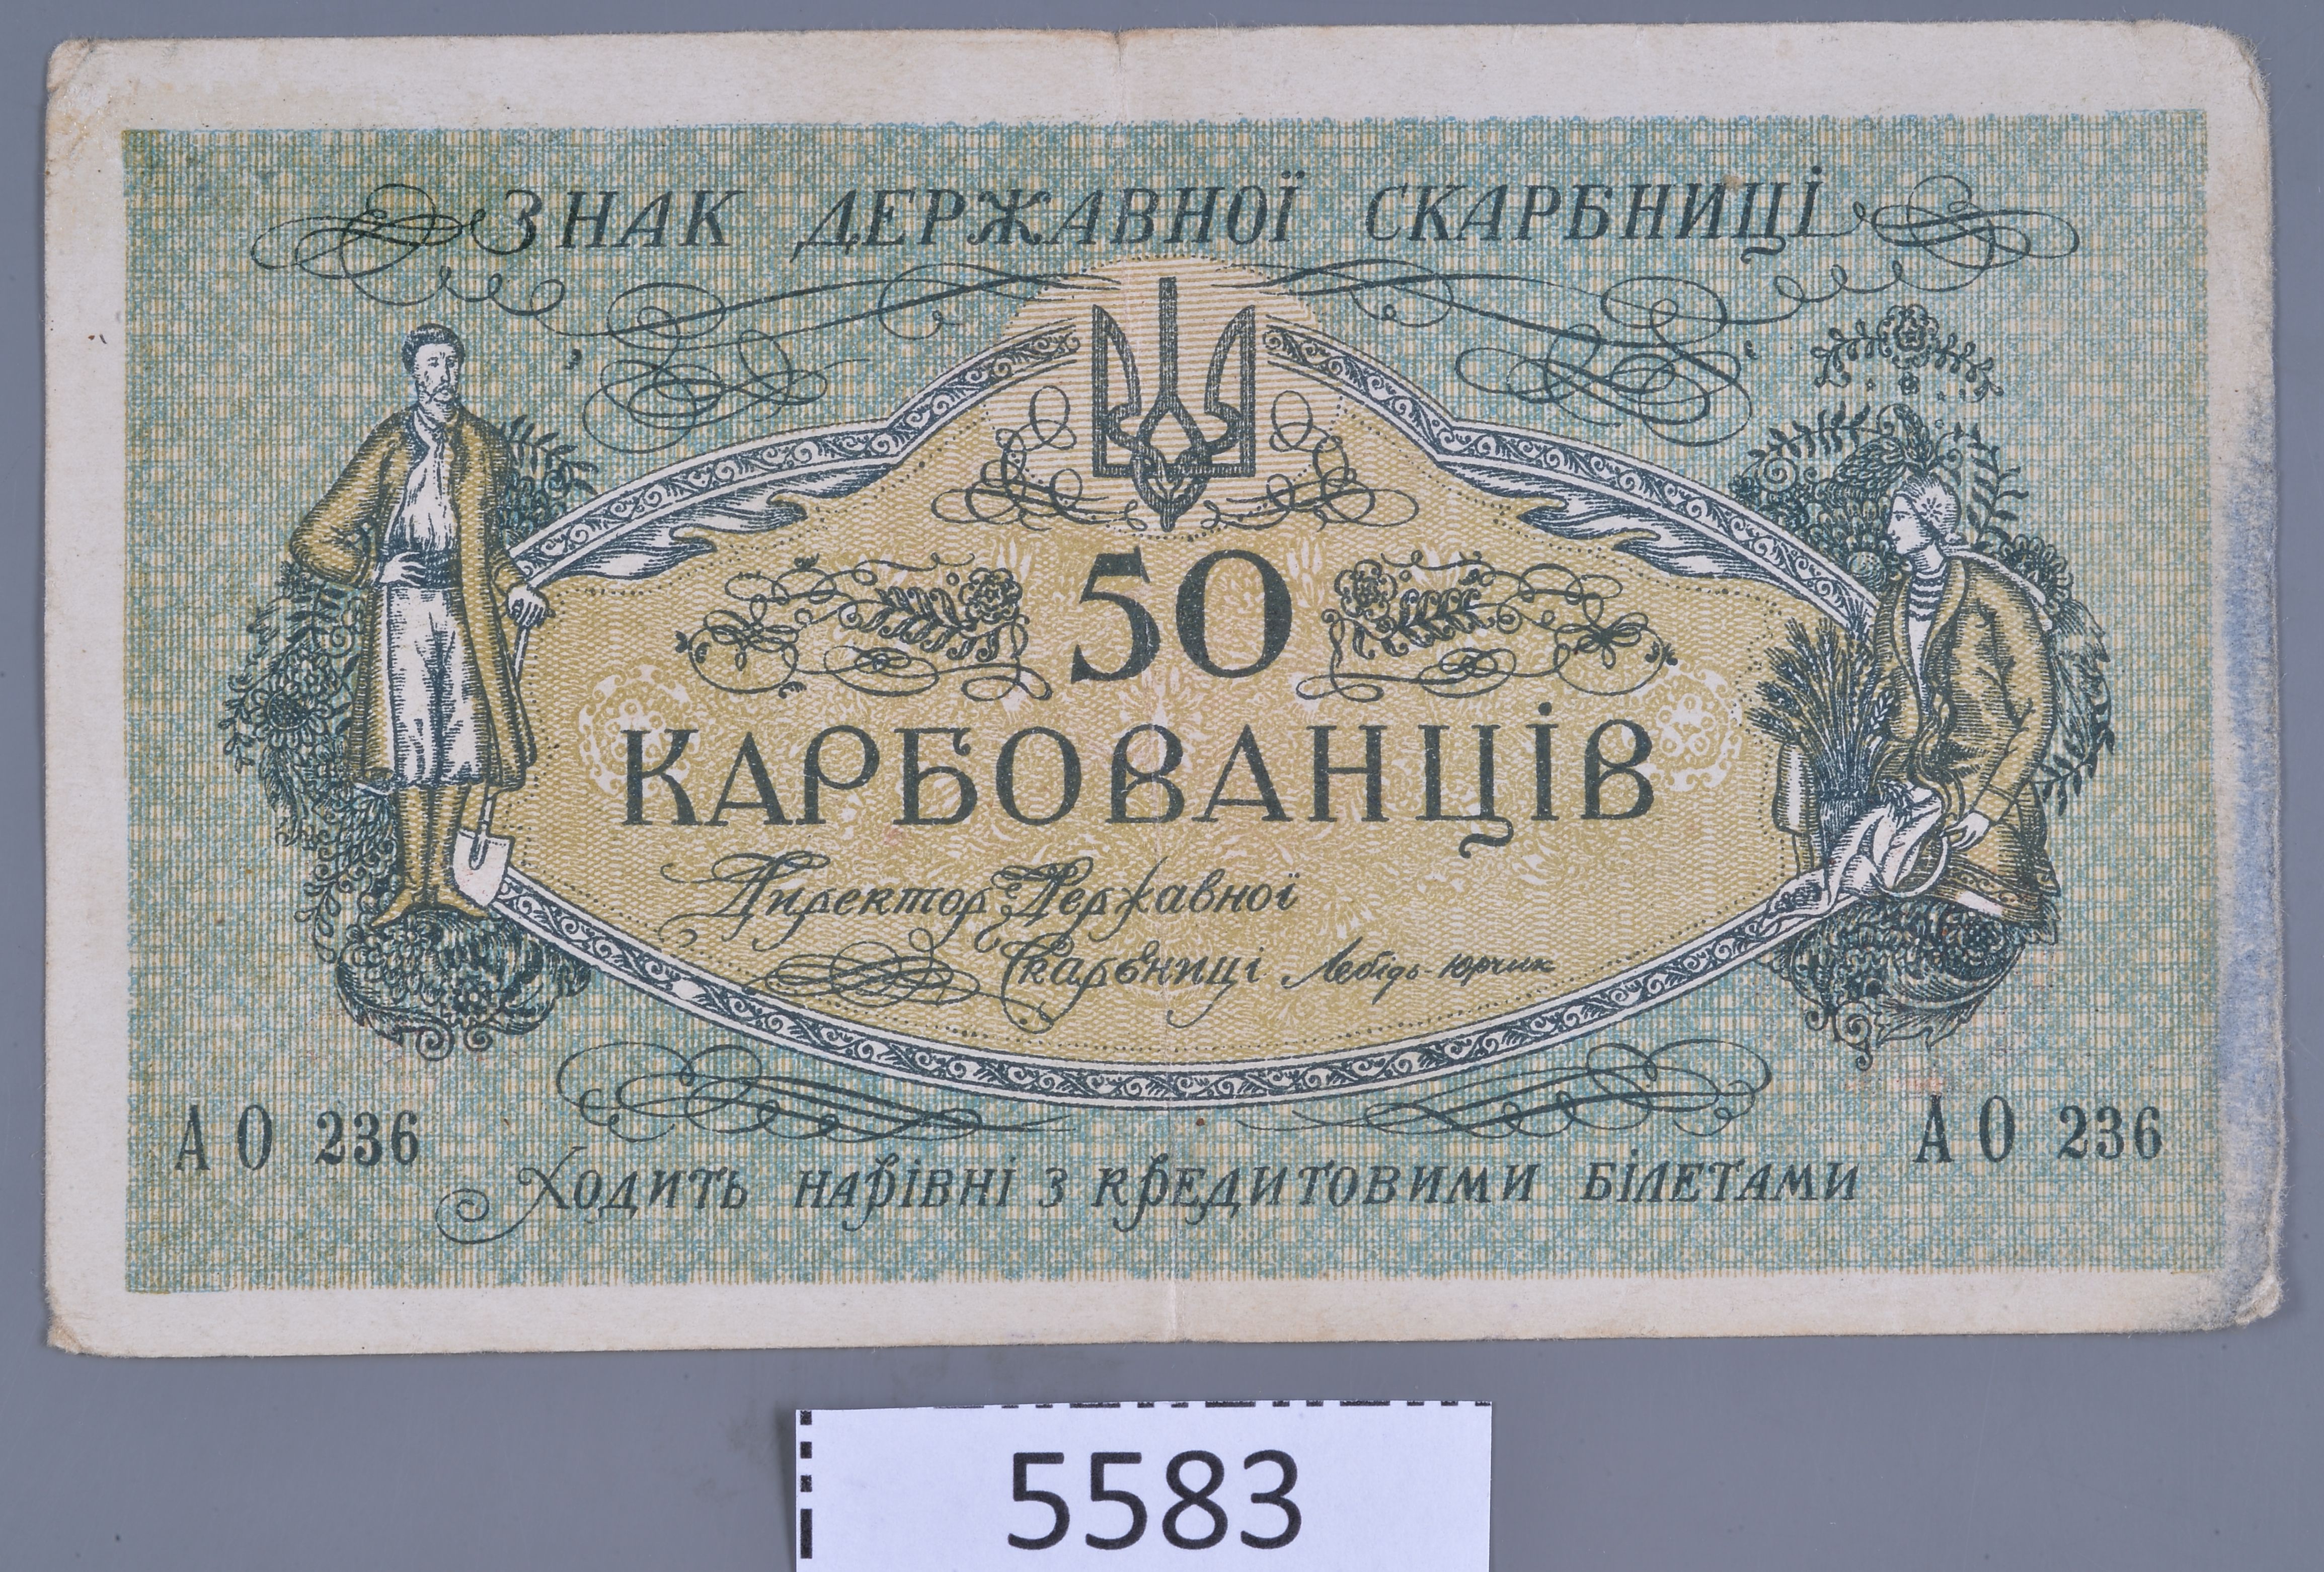 ЗНАК ДЕРЖАВНОЇ СКАРБНИЦІ
50
КАРБОВАНЦІВ
Директор Державної
Скарбниці Лебідь-Юрчик
АО 236
АО 236
Ходить нарівні з кредитовими білетами
5583